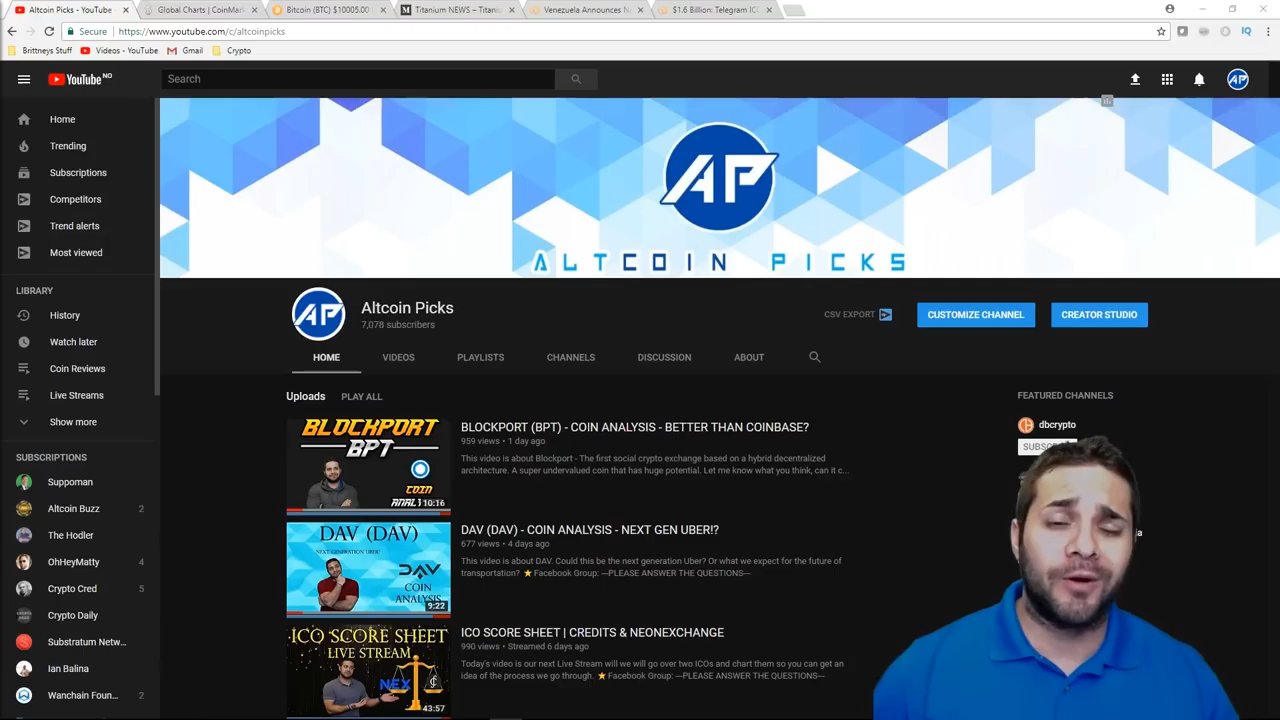 Altcoin Picks - YouTube
Global Charts | CoinMark
Bitcoin (BTC) $10005.00
Titanium NEWS – Titani
Venezuela Announces N
$1.6 Billion: Telegram ICO
Secure
https://www.youtube.com/c/altcoinpicks
Brittneys Stuff
Videos - YouTube
Gmail
Crypto
YouTube NO
Search
AP
Home
Trending
Subscriptions
Competitors
Trend alerts
Most viewed
LIBRARY
History
Watch later
Coin Reviews
Live Streams
Show more
SUBSCRIPTIONS
Suppoman
Altcoin Buzz 2
The Hodler
OhHeyMatty 4
Crypto Cred 5
Crypto Daily
Substratum Netw...
Ian Balina
Wanchain Foun... 2
AP
ALTCOIN PICKS
AP
Altcoin Picks
7,078 subscribers
CSV EXPORT
CUSTOMIZE CHANNEL
CREATOR STUDIO
HOME
VIDEOS
PLAYLISTS
CHANNELS
DISCUSSION
ABOUT
Uploads
PLAY ALL
BLOCKPORT
BPT
COIN
10:16
BLOCKPORT (BPT) - COIN ANALYSIS - BETTER THAN COINBASE?
959 views • 1 day ago
This video is about Blockport - The first social crypto exchange based on a hybrid decentralized
architecture. A super undervalued coin that has huge potential. Let me know what you think, can it c...
DAV (DAV)
NEXT GENERATION UBER?
DAV
COIN
ANALYSIS
9:22
DAV (DAV) - COIN ANALYSIS - NEXT GEN UBER!?
677 views • 4 days ago
This video is about DAV. Could this be the next generation Uber? Or what we expect for the future of
transportation? ⭐Facebook Group: ---PLEASE ANSWER THE QUESTIONS---
ICO SCORE SHEET
LIVE STREAM
NEX
43:57
ICO SCORE SHEET | CREDITS & NEONEXCHANGE
990 views • Streamed 6 days ago
Today's video is our next Live Stream will we will go over two ICOs and chart them so you can get an
idea of the process we go through. ⭐Facebook Group: ---PLEASE ANSWER THE QUESTIONS---
FEATURED CHANNELS
dbcrypto